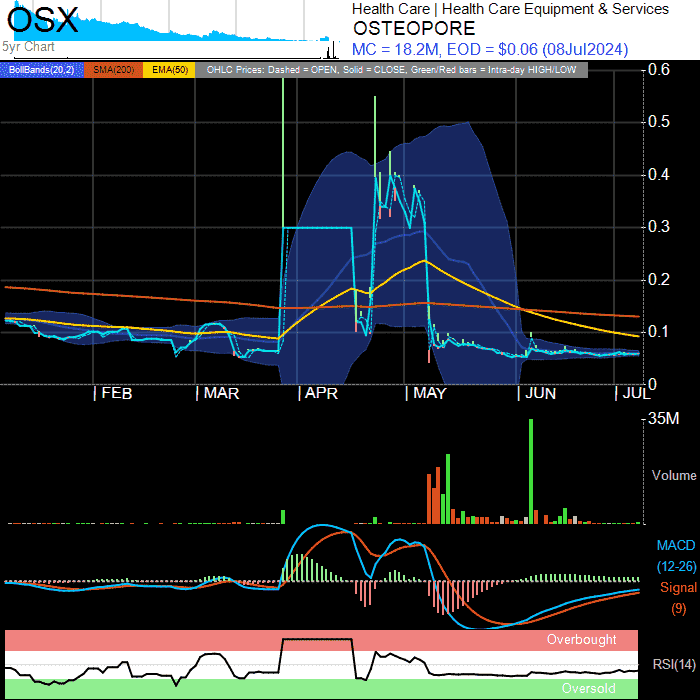 OSX
Health Care | Health Care Equipment & Services
OSTEOPORE
MC = 18.2M, EOD = $0.06 (08Jul2024)
5yr Chart
BollBands(20,2) SMA(200) EMA(50) OHLC Prices: Dashed = OPEN, Solid = CLOSE, Green/Red bars = Intra-day HIGH/LOW
0.6
0.5
0.4
0.3
0.2
0.1
0
| FEB | MAR | APR | MAY | JUN | JUL
35M
Volume
MACD
(12-26)
Signal
(9)
Overbought
RSI(14)
Oversold